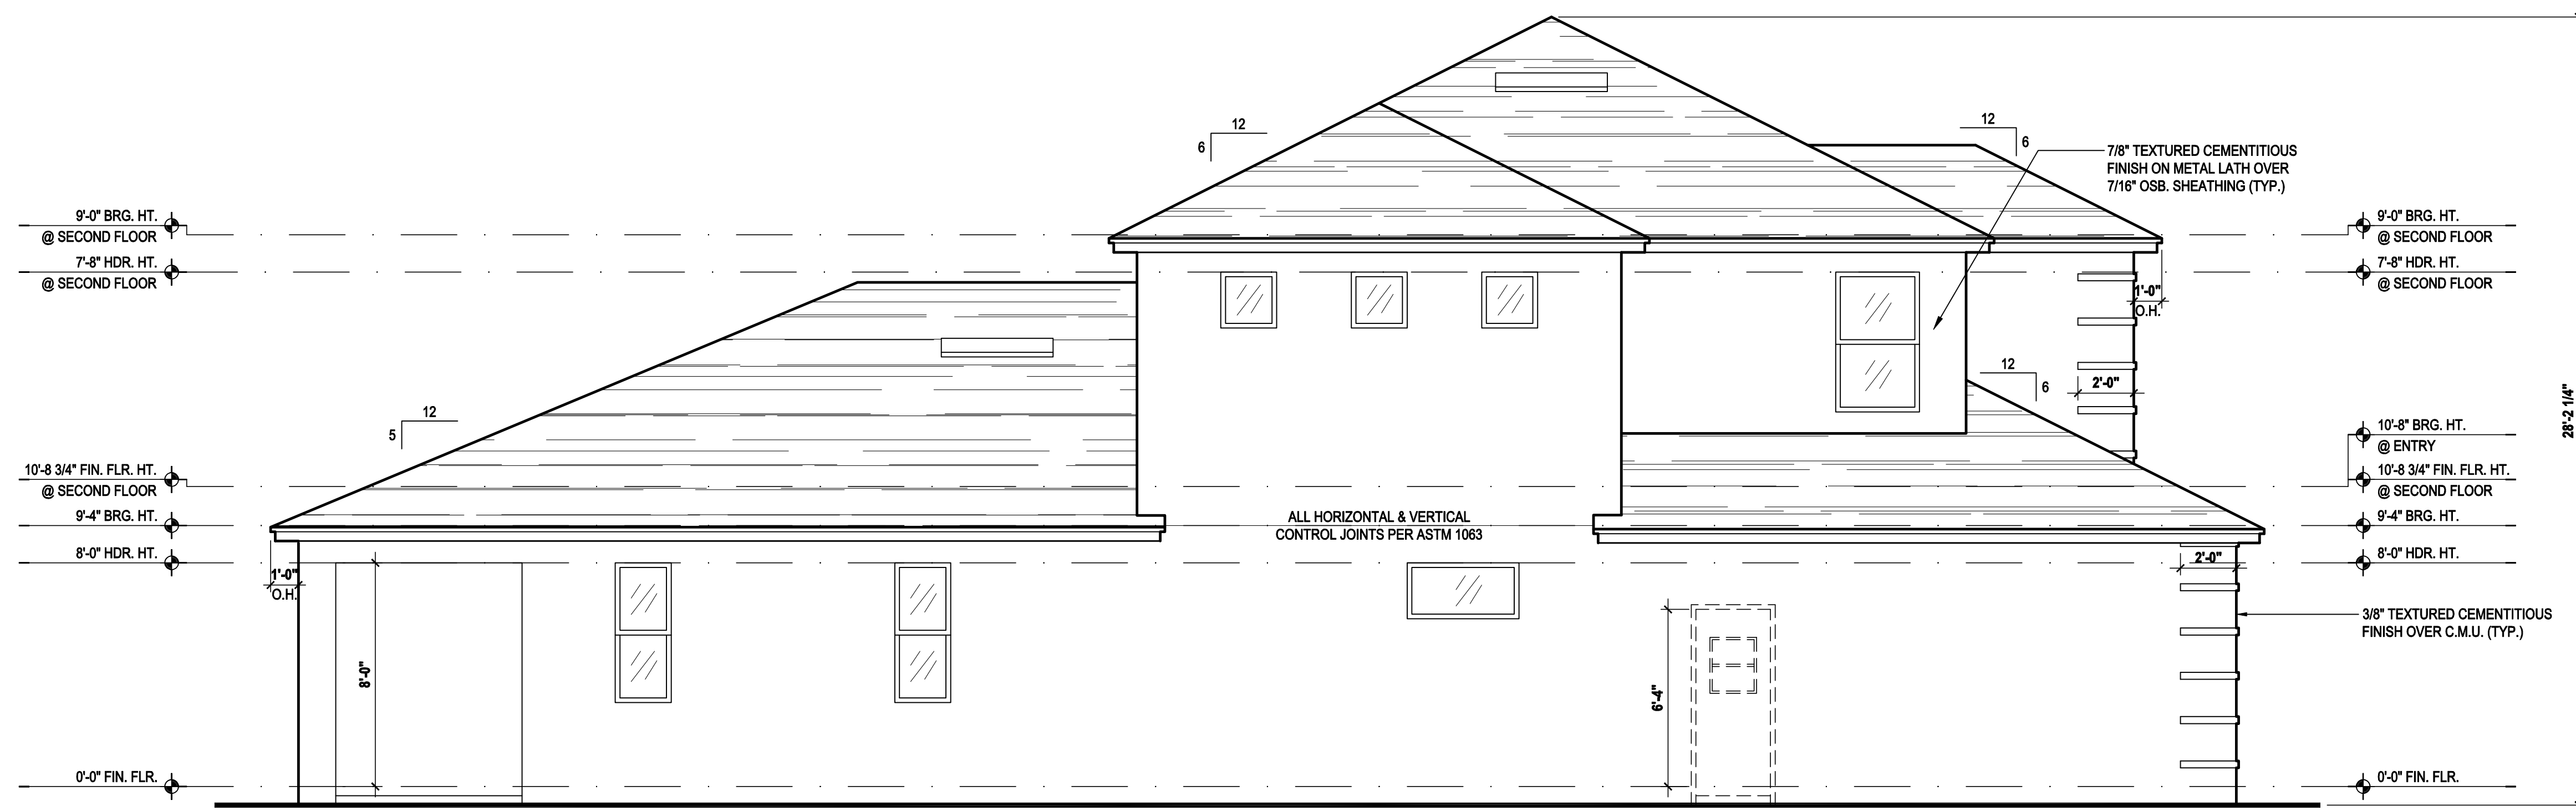 12
6
12
6
7/8" TEXTURED CEMENTITIOUS
FINISH ON METAL LATH OVER
7/16" OSB. SHEATHING (TYP.)
9'-0" BRG. HT.
@ SECOND FLOOR
7'-8" HDR. HT.
@ SECOND FLOOR
9'-0" BRG. HT.
@ SECOND FLOOR
7'-8" HDR. HT.
@ SECOND FLOOR
1'-0"
O.H.
12
6
2'-0"
12
5
28'-2 1/4"
10'-8" BRG. HT.
@ ENTRY
10'-8 3/4" FIN. FLR. HT.
@ SECOND FLOOR
10'-8 3/4" FIN. FLR. HT.
@ SECOND FLOOR
9'-4" BRG. HT.
8'-0" HDR. HT.
ALL HORIZONTAL & VERTICAL
CONTROL JOINTS PER ASTM 1063
9'-4" BRG. HT.
8'-0" HDR. HT.
1'-0"
O.H.
2'-0"
3/8" TEXTURED CEMENTITIOUS
FINISH OVER C.M.U. (TYP.)
8'-0"
6'-4"
0'-0" FIN. FLR.
0'-0" FIN. FLR.